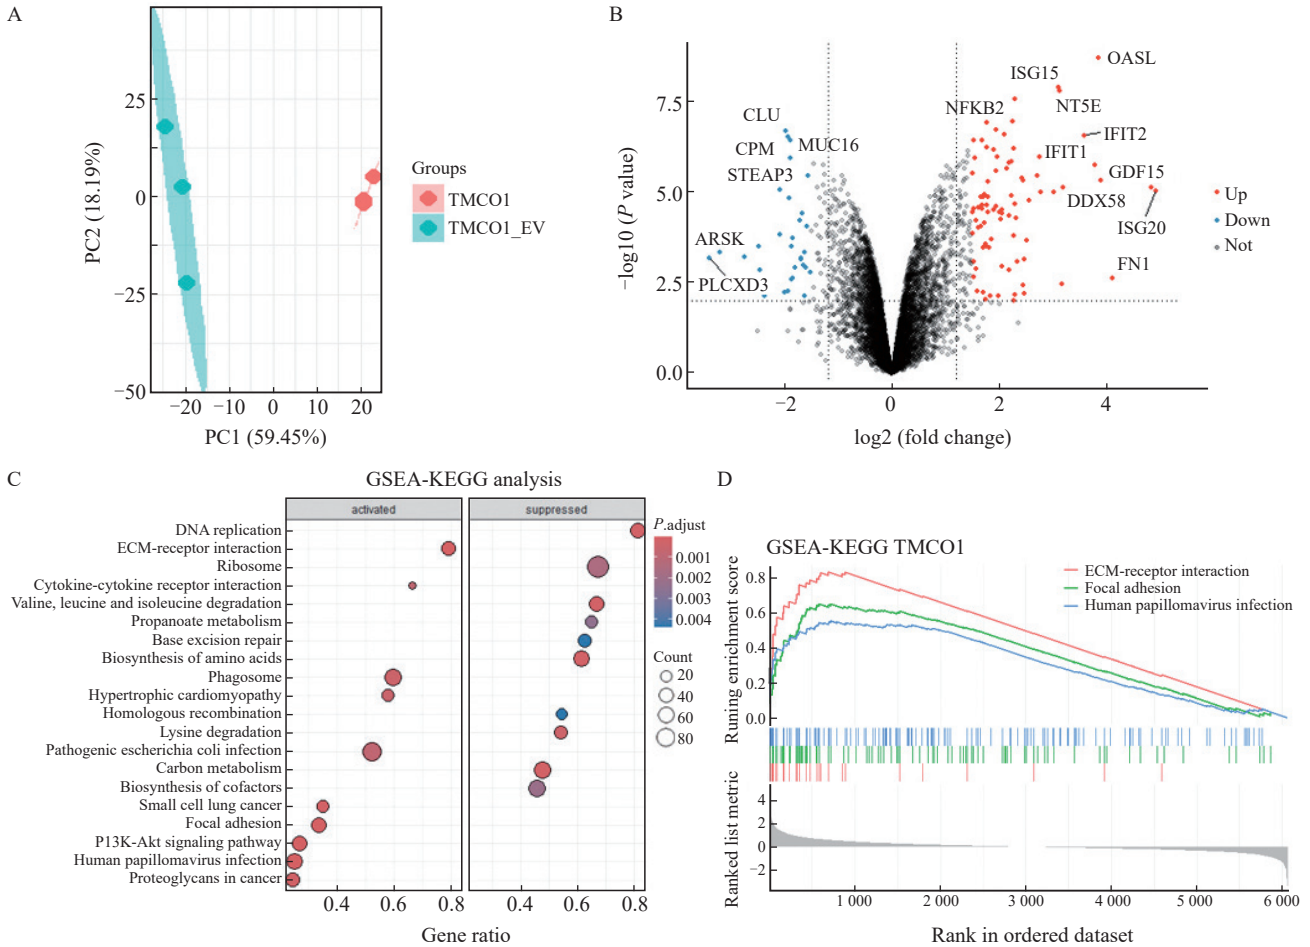 A
25
0
−25
−50
−20
−10
0
10
20
PC2 (18.19%)
PC1 (59.45%)
Groups
TMCO1
TMCO1_EV
B
7.5
5.0
2.5
0.0
−2
0
2
4
−log10 (P value)
log2 (fold change)
OASL
ISG15
NT5E
NFKB2
IFIT2
IFIT1
GDF15
DDX58
ISG20
FN1
CLU
CPM
MUC16
STEAP3
ARSK
PLCXD3
Up
Down
Not
C
GSEA-KEGG analysis
activated
suppressed
DNA replication
ECM-receptor interaction
Ribosome
Cytokine-cytokine receptor interaction
Valine, leucine and isoleucine degradation
Propanoate metabolism
Base excision repair
Biosynthesis of amino acids
Phagosome
Hypertrophic cardiomyopathy
Homologous recombination
Lysine degradation
Pathogenic escherichia coli infection
Carbon metabolism
Biosynthesis of cofactors
Small cell lung cancer
Focal adhesion
P13K-Akt signaling pathway
Human papillomavirus infection
Proteoglycans in cancer
0.4
0.6
0.8
0.4
0.6
0.8
Gene ratio
P.adjust
0.001
0.002
0.003
0.004
Count
20
40
60
80
D
GSEA-KEGG TMCO1
ECM-receptor interaction
Focal adhesion
Human papillomavirus infection
Runing enrichment score
0.8
0.6
0.4
0.2
0.0
Ranked list metric
4
2
0
−2
1 000
2 000
3 000
4 000
5 000
6 000
Rank in ordered dataset